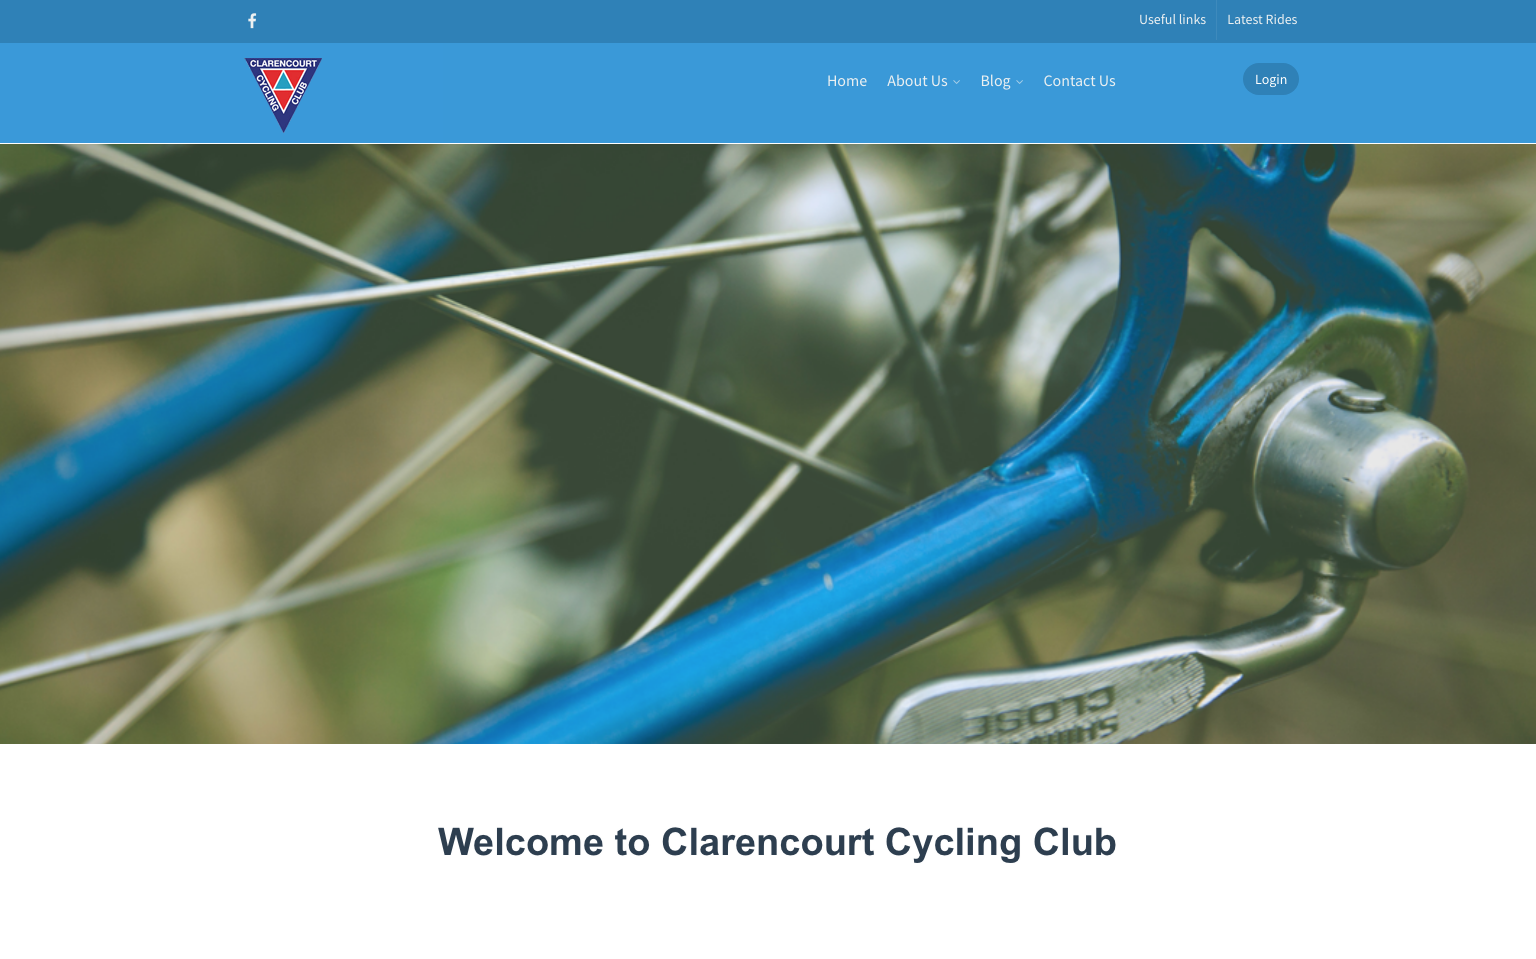 Useful links
Latest Rides
CLARENCOURT
CYCLING
CLUB
Home
About Us
Blog
Contact Us
Login
CLOSE
Welcome to Clarencourt Cycling Club